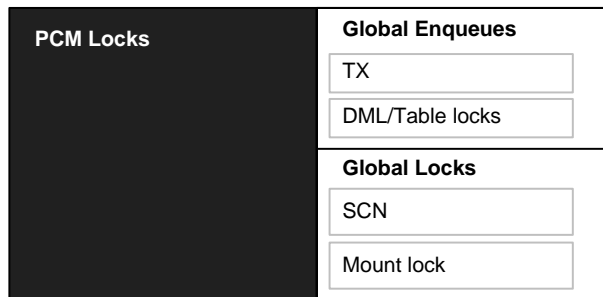 PCM Locks
Global Enqueues
TX
DML/Table locks
Global Locks
SCN
Mount lock